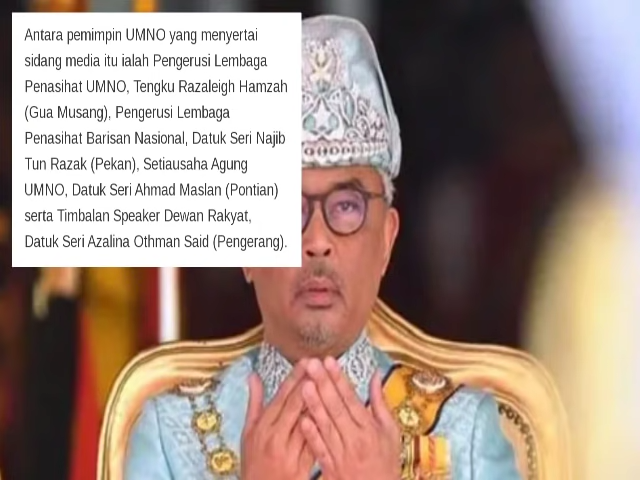 Antara pemimpin UMNO yang menyertai
sidang media itu ialah Pengerusi Lembaga
Penasihat UMNO, Tengku Razaleigh Hamzah
(Gua Musang), Pengerusi Lembaga
Penasihat Barisan Nasional, Datuk Seri Najib
Tun Razak (Pekan), Setiausaha Agung
UMNO, Datuk Seri Ahmad Maslan (Pontian)
serta Timbalan Speaker Dewan Rakyat,
Datuk Seri Azalina Othman Said (Pengerang).